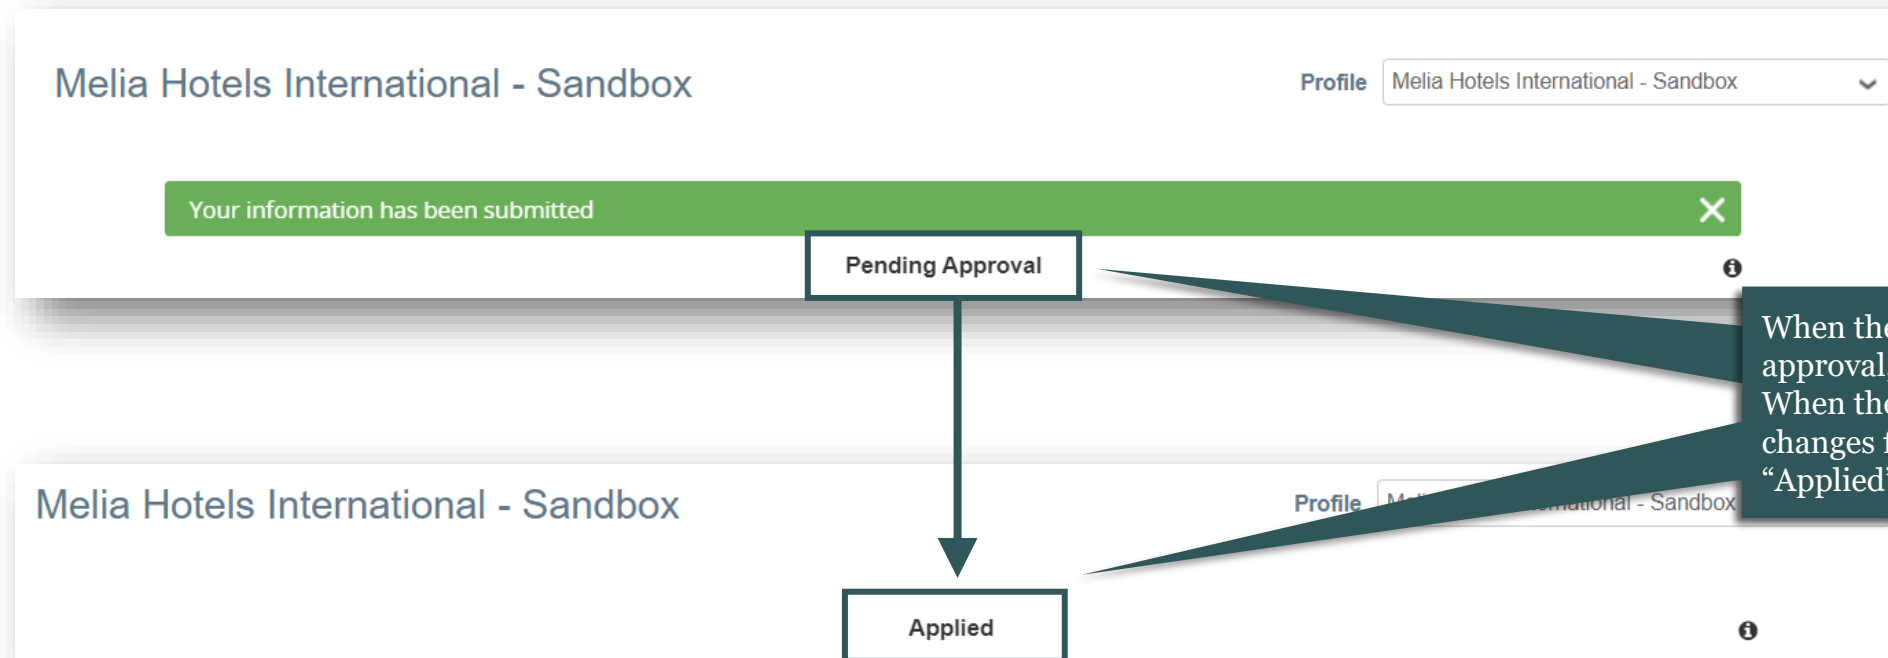 Melia Hotels International - Sandbox
Profile Melia Hotels International - Sandbox
Your information has been submitted
Pending Approval
When the
approval,
When the
changes
"Applied"
Melia Hotels International - Sandbox
Profile - Sandbox
Applied